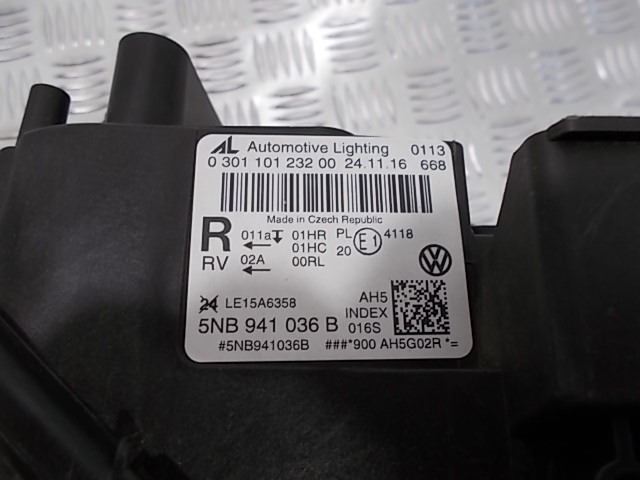 AL Automotive Lighting 0113
0 301 101 232 00 24.11.16 668
Made in Czech Republic
R 011a 01HR PL E1 4118
01HC 20
RV 02A 00RL
24 LE15A6358 AH5
INDEX
5NB 941 036 B 016S
#5NB941036B ###*900 AH5G02R *=